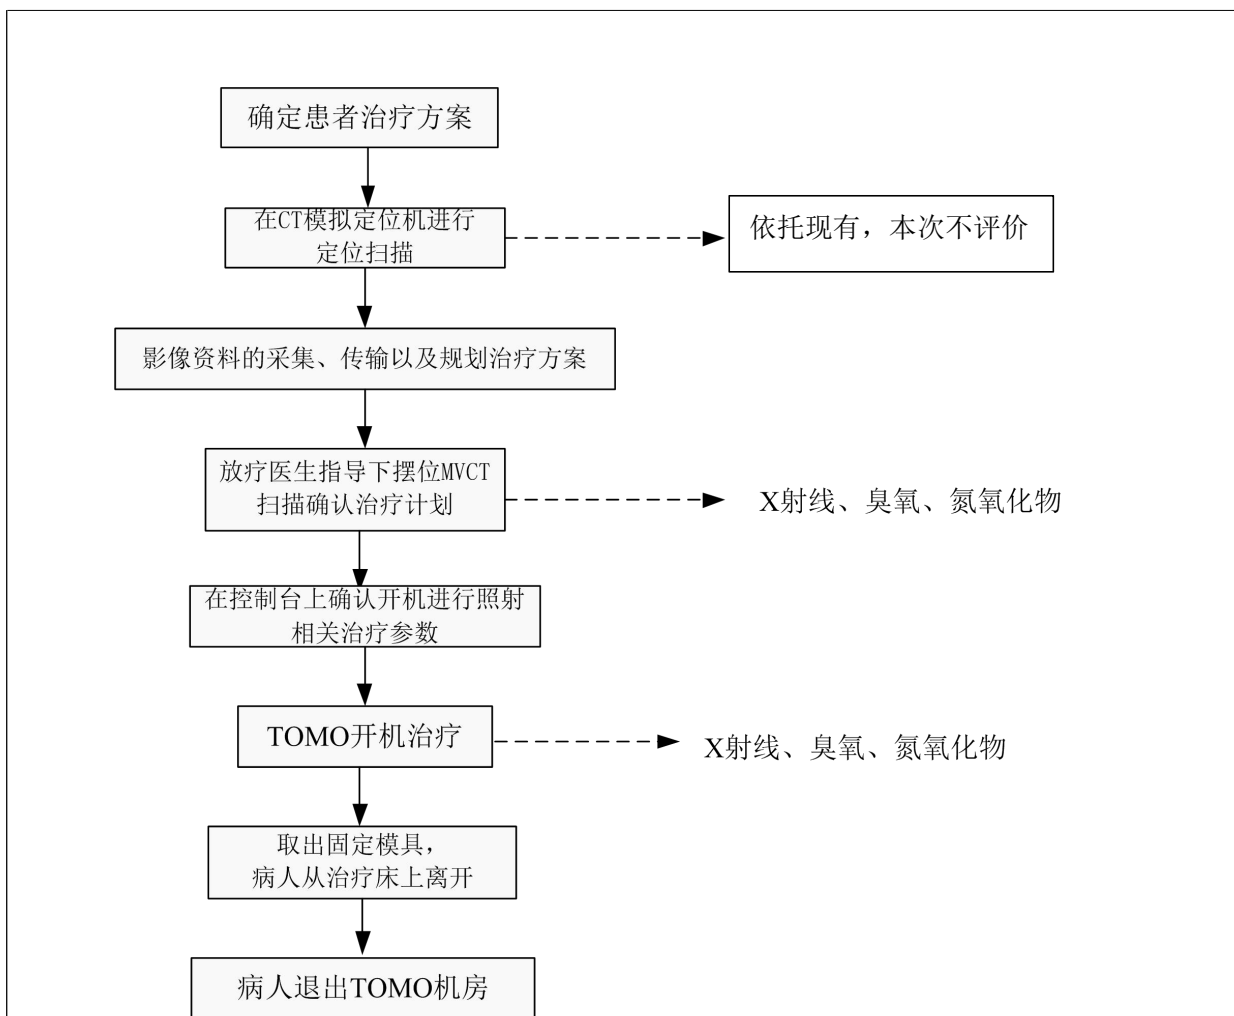 确定患者治疗方案
在CT模拟定位机进行
定位扫描
依托现有，本次不评价
影像资料的采集、传输以及规划治疗方案
放疗医生指导下摆位MVCT
扫描确认治疗计划
X射线、臭氧、氮氧化物
在控制台上确认开机进行照射
相关治疗参数
TOMO开机治疗
X射线、臭氧、氮氧化物
取出固定模具，
病人从治疗床上离开
病人退出TOMO机房